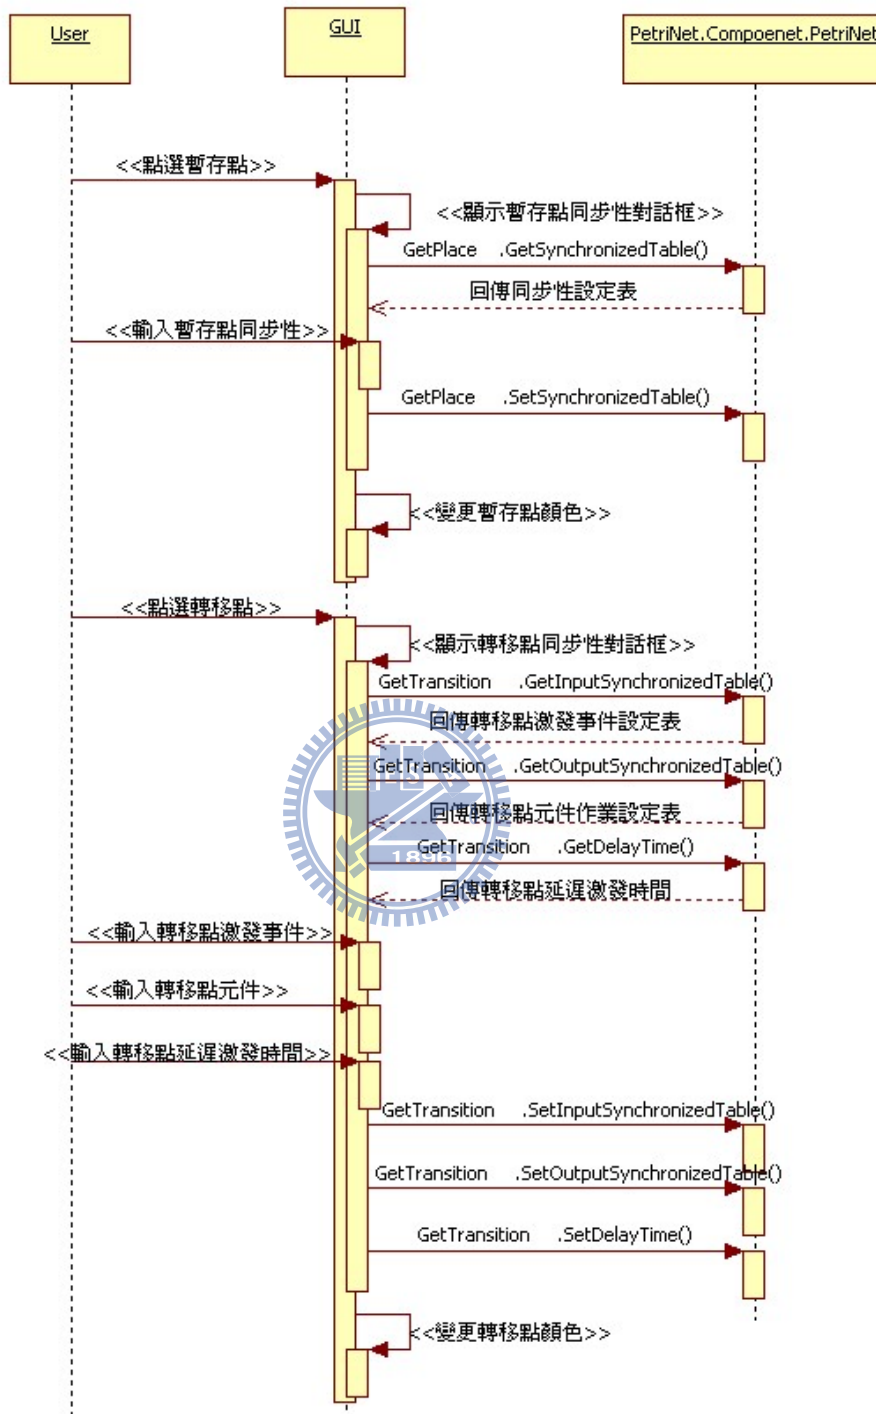 User
GUI
PetriNet.Compoenet.PetriNet
<<點選暫存點>>
<<顯示暫存點同步性對話框>>
GetPlace .GetSynchronizedTable()
回傳同步性設定表
<<輸入暫存點同步性>>
GetPlace .SetSynchronizedTable()
<<變更暫存點顏色>>
<<點選轉移點>>
<<顯示轉移點同步性對話框>>
GetTransition .GetInputSynchronizedTable()
回傳轉移點激發事件設定表
GetTransition .GetOutputSynchronizedTable()
回傳轉移點元件作業設定表
GetTransition .GetDelayTime()
1896
回傳轉移點延遲激發時間
<<輸入轉移點激發事件>>
<<輸入轉移點元件>>
<<輸入轉移點延遲激發時間>>
GetTransition .SetInputSynchronizedTable()
GetTransition .SetOutputSynchronizedTable()
GetTransition .SetDelayTime()
<<變更轉移點顏色>>